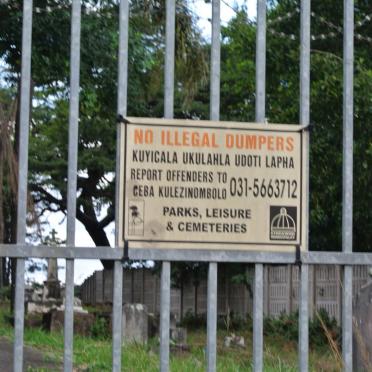 NO ILLEGAL DUMPERS
KUYICALA UKULAHLA UDOTI LAPHA
REPORT OFFENDERS TO
CEBA KULEZINOMBOLO 031-5663712
PARKS, LEISURE
& CEMETERIES